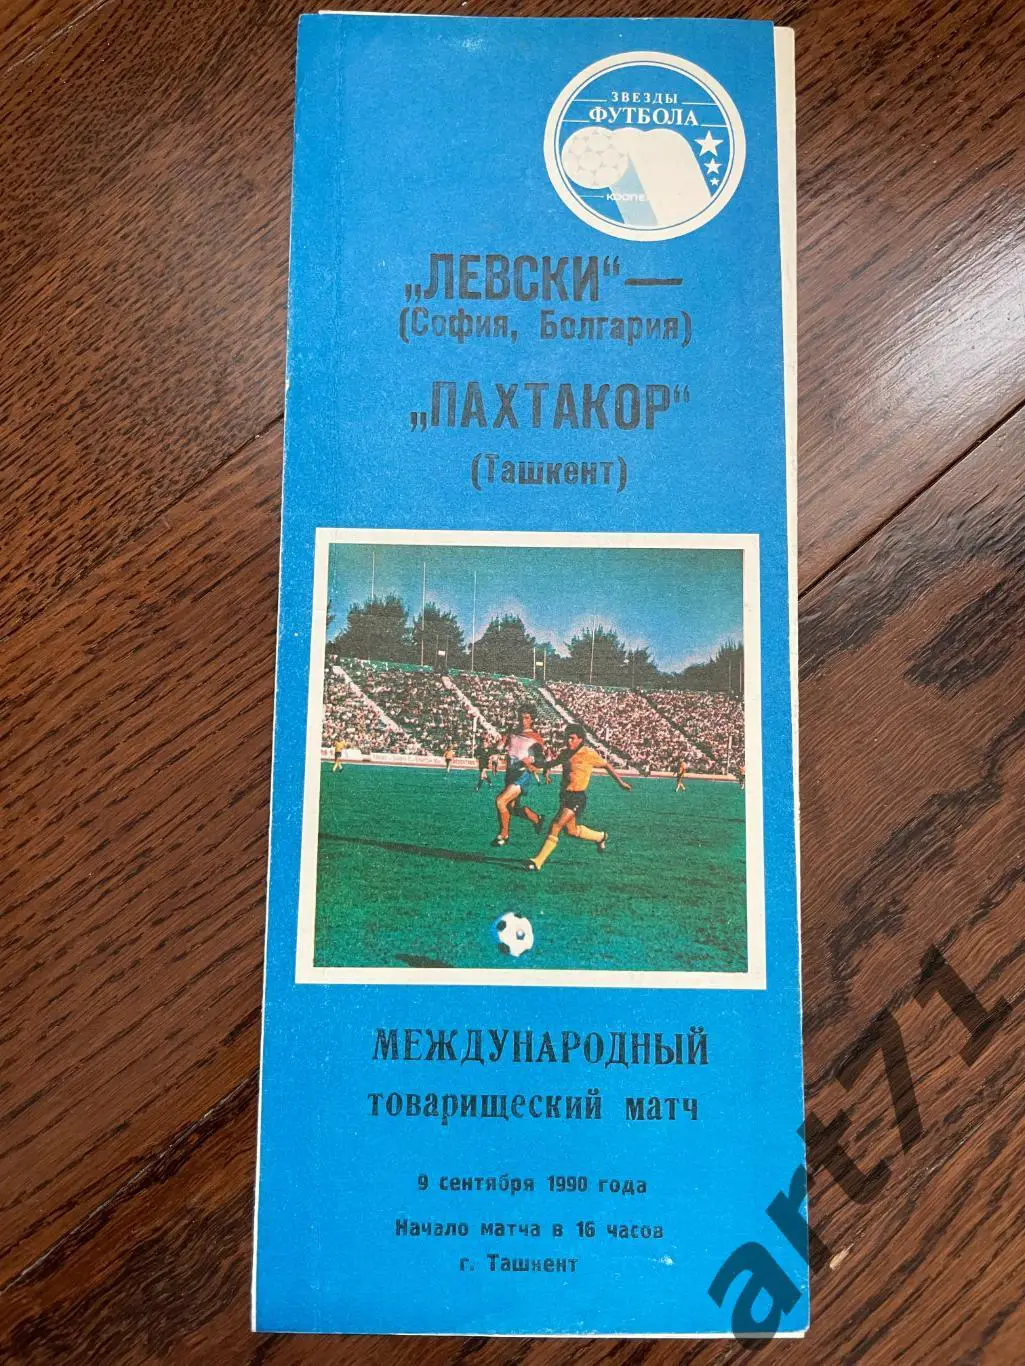 ЗВЕЗДЫ
ФУТБОЛА
„ЛЕВСКИ“ —
(София, Болгария)
„ПАХТАКОР“
(Ташкент)
МЕЖДУНАРОДНЫЙ
товарищеский матч
9 сентября 1990 года
Начало матча в 16 часов
г. Ташкент
art71